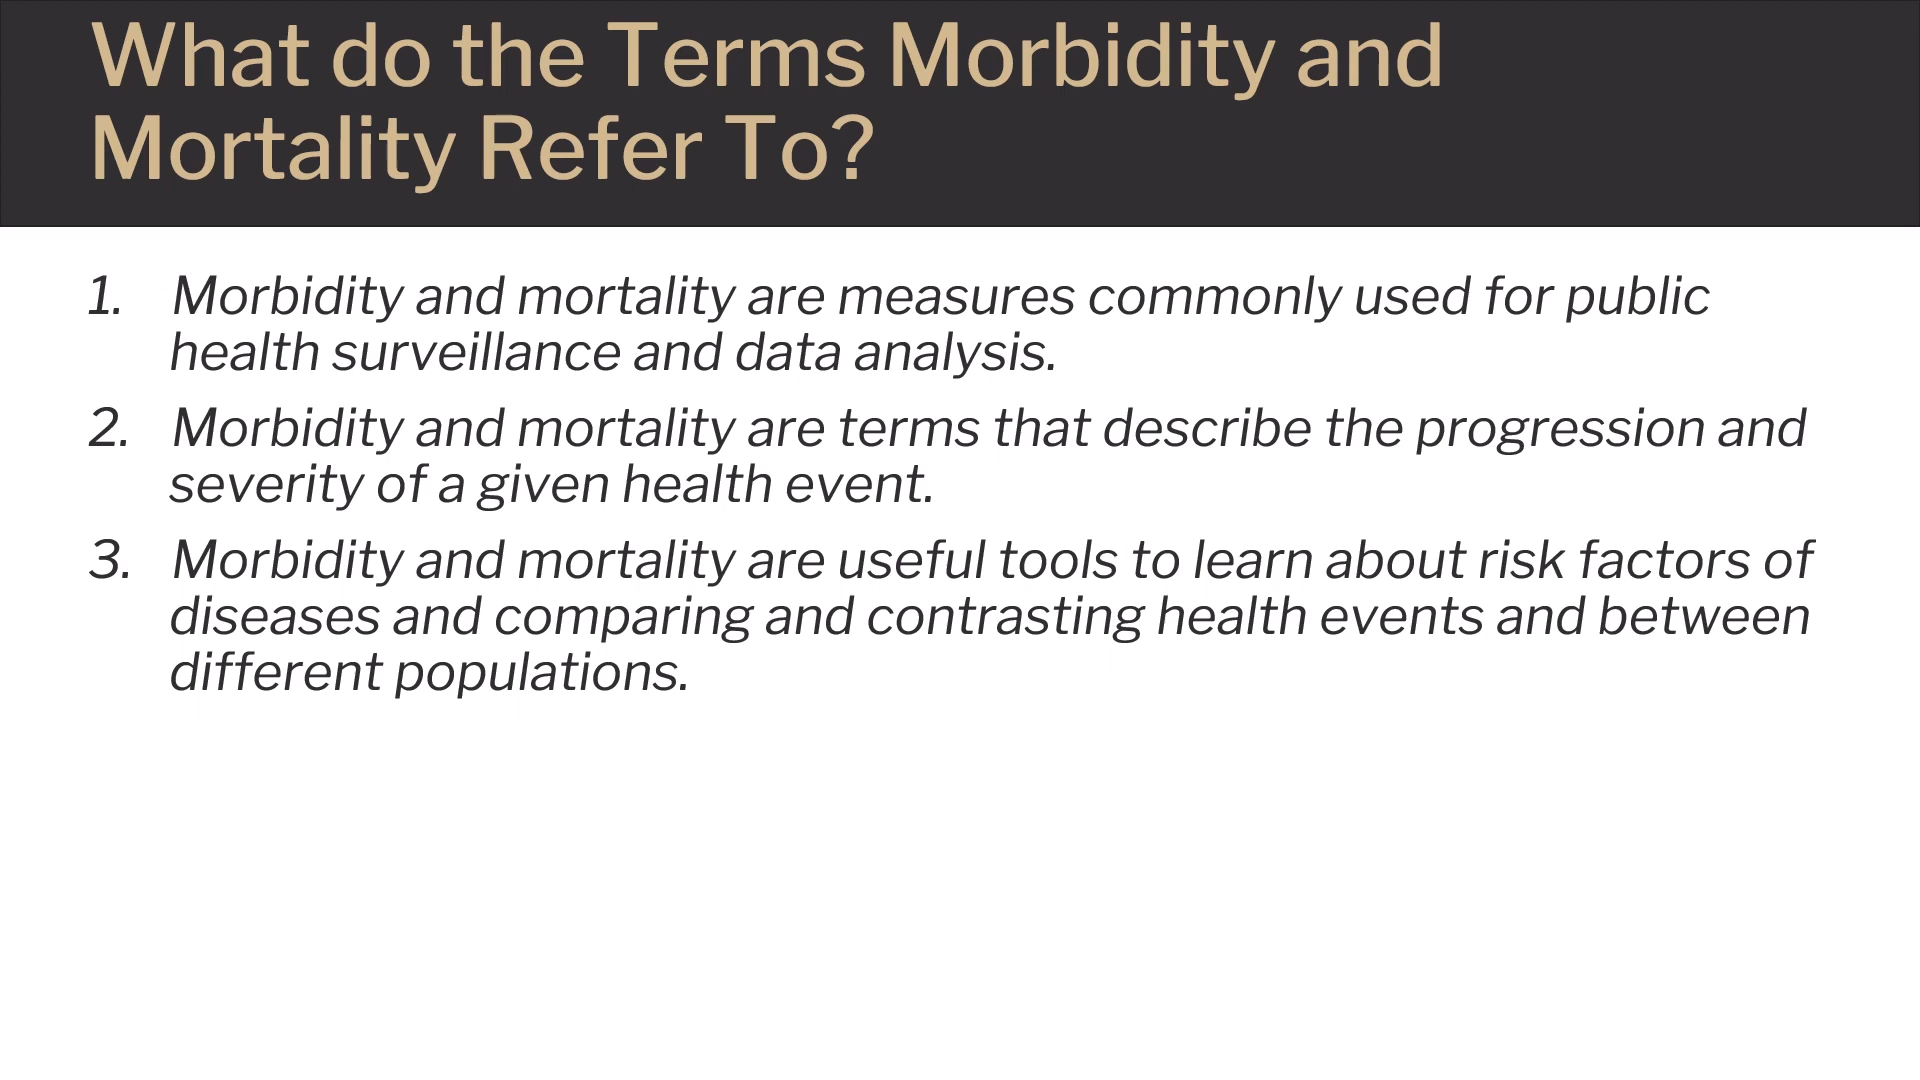 What do the Terms Morbidity and
Mortality Refer To?
1. Morbidity and mortality are measures commonly used for public
health surveillance and data analysis.
2. Morbidity and mortality are terms that describe the progression and
severity of a given health event.
3. Morbidity and mortality are useful tools to learn about risk factors of
diseases and comparing and contrasting health events and between
different populations.